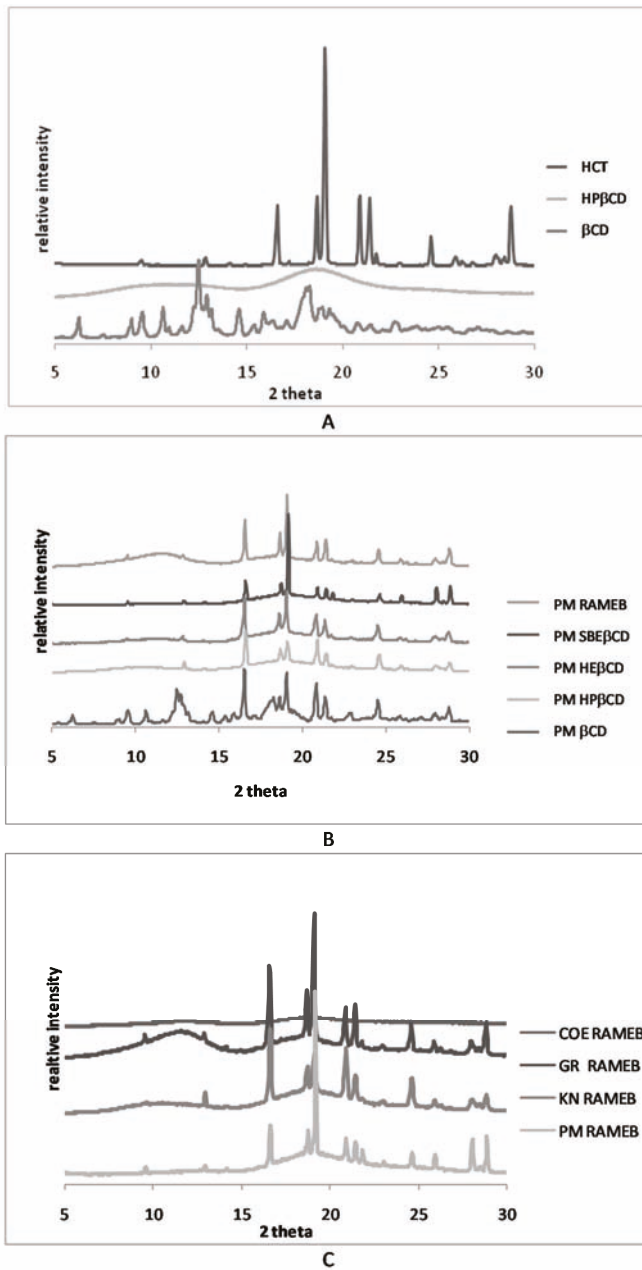 relative intensity
HCT
HPβCD
βCD
5 10 15 20 25 30
2 theta
A
relative intensity
PM RAMEB
PM SBEβCD
PM HEβCD
PM HPβCD
PM βCD
5 10 15 20 25 30
2 theta
B
realtive intensity
COE RAMEB
GR RAMEB
KN RAMEB
PM RAMEB
5 10 15 20 25 30
2 theta
C